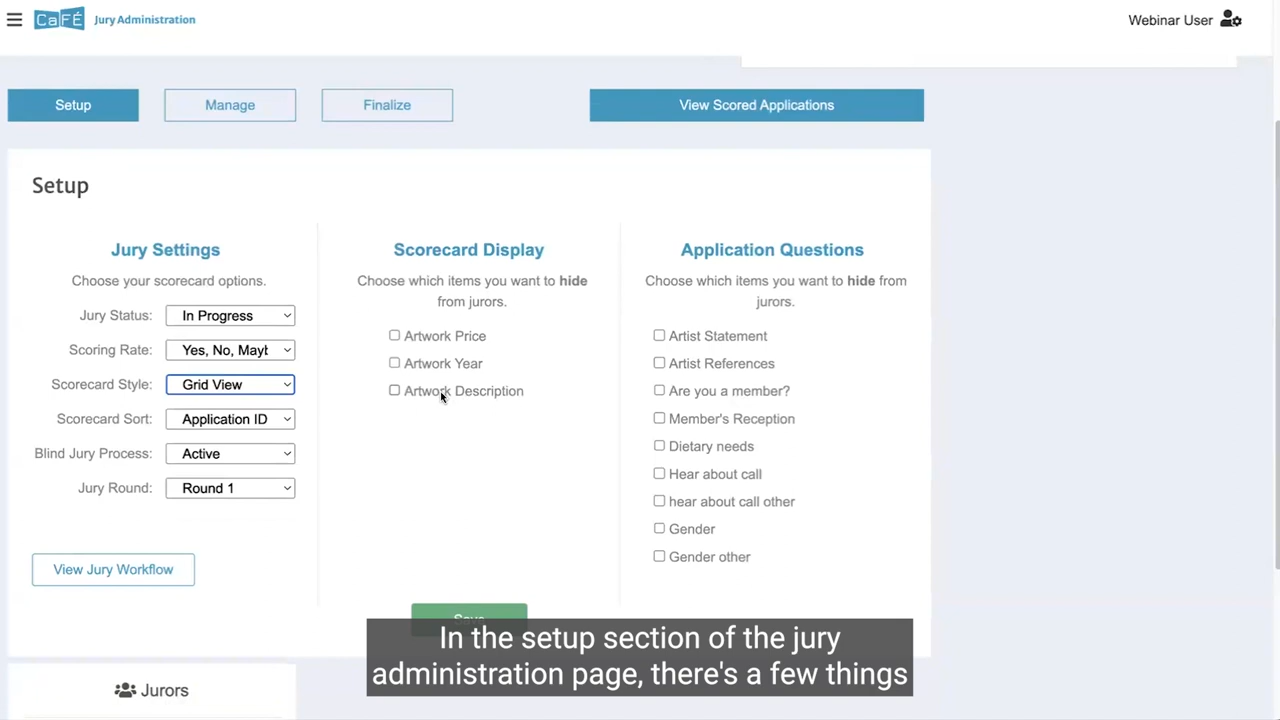 CaFÉ Jury Administration
Webinar User
Setup
Manage
Finalize
View Scored Applications
Setup
Jury Settings
Choose your scorecard options.
Jury Status: In Progress
Scoring Rate: Yes, No, Mayb
Scorecard Style: Grid View
Scorecard Sort: Application ID
Blind Jury Process: Active
Jury Round: Round 1
View Jury Workflow
Scorecard Display
Choose which items you want to hide
from jurors.
Artwork Price
Artwork Year
Artwork Description
Application Questions
Choose which items you want to hide from
jurors.
Artist Statement
Artist References
Are you a member?
Member's Reception
Dietary needs
Hear about call
hear about call other
Gender
Gender other
Save
In the setup section of the jury
administration page, there's a few things
Jurors